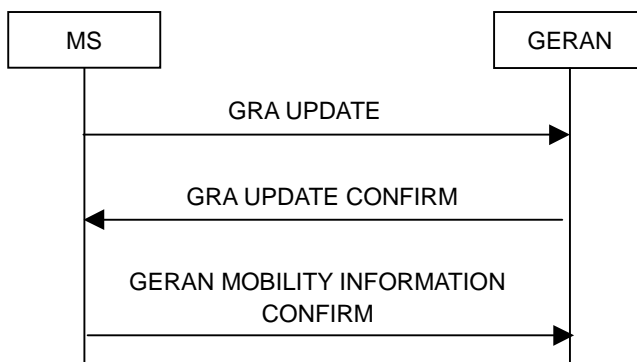 MS
GERAN
GRA UPDATE
GRA UPDATE CONFIRM
GERAN MOBILITY INFORMATION
CONFIRM